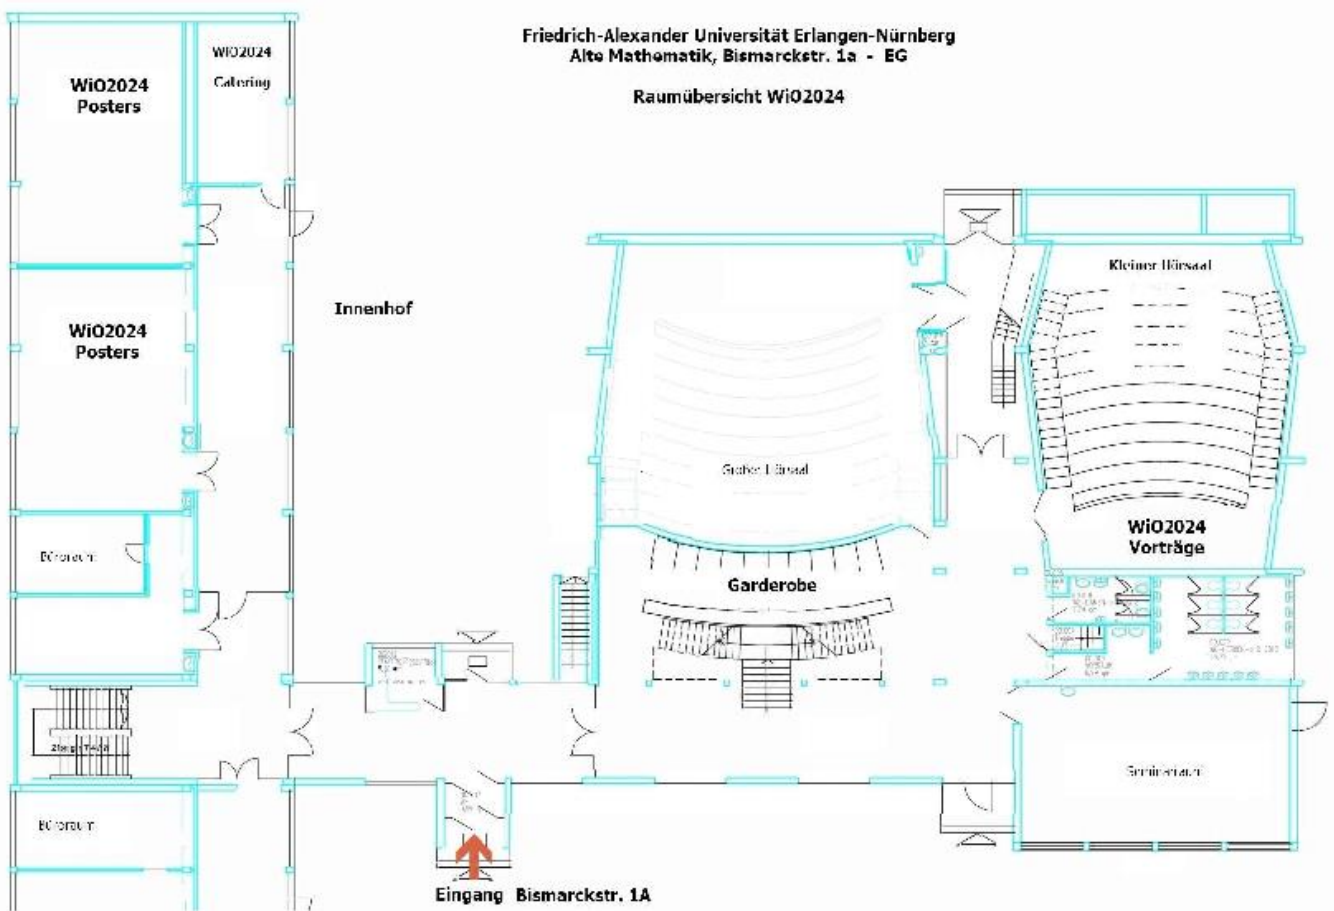 Friedrich-Alexander Universität Erlangen-Nürnberg
Alte Mathematik, Bismarckstr. 1a - EG
Raumübersicht WiO2024
WiO2024
Posters
WiO2024
Catering
WiO2024
Posters
Innenhof
Kleiner Hörsaal
Großer Hörsaal
WiO2024
Vorträge
Garderobe
Büroraum
Seminarraum
Büroraum
Eingang Bismarckstr. 1A